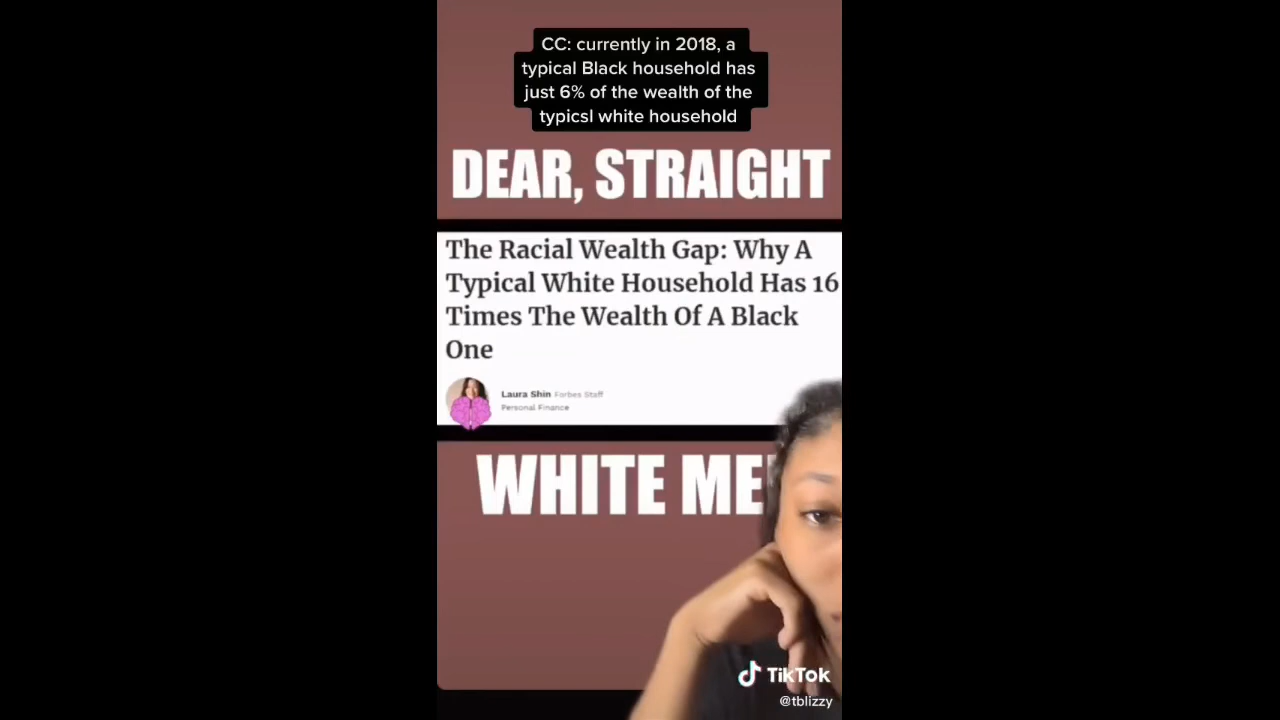 CC: currently in 2018, a
typical Black household has
just 6% of the wealth of the
typicsl white household
DEAR, STRAIGHT
The Racial Wealth Gap: Why A
Typical White Household Has 16
Times The Wealth Of A Black
One
Laura Shin Forbes Staff
Personal Finance
WHITE ME
TikTok
@tblizzy